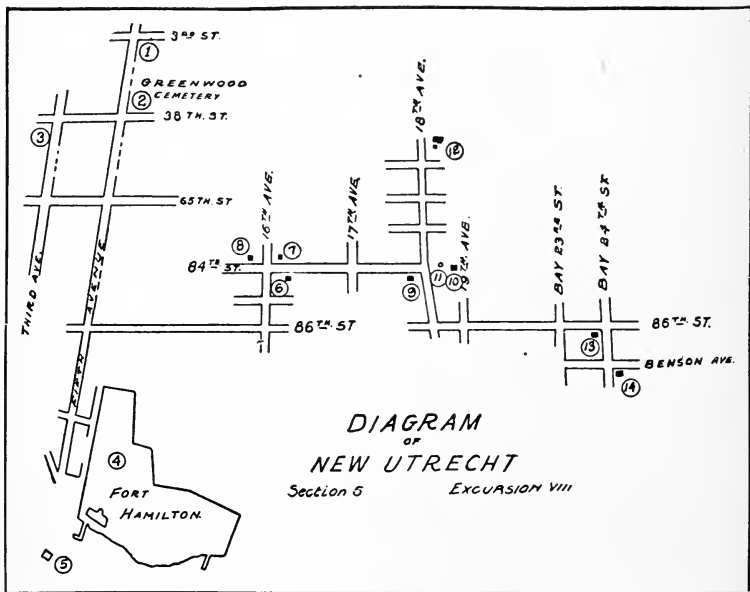 3RD ST.
1
GREENWOOD
CEMETERY
2
38TH. ST.
3
65TH. ST
THIRD AVE.
FIFTH AVENUE
16TH AVE.
17TH AVE.
18TH AVE.
12
19TH AVE.
BAY 23RD ST.
BAY 24TH ST
8
7
84TH ST.
6
9
11
10
86TH. ST
86TH. ST.
13
BENSON AVE.
14
4
FORT
HAMILTON
5
DIAGRAM
OF
NEW UTRECHT
Section 5 EXCURSION VIII